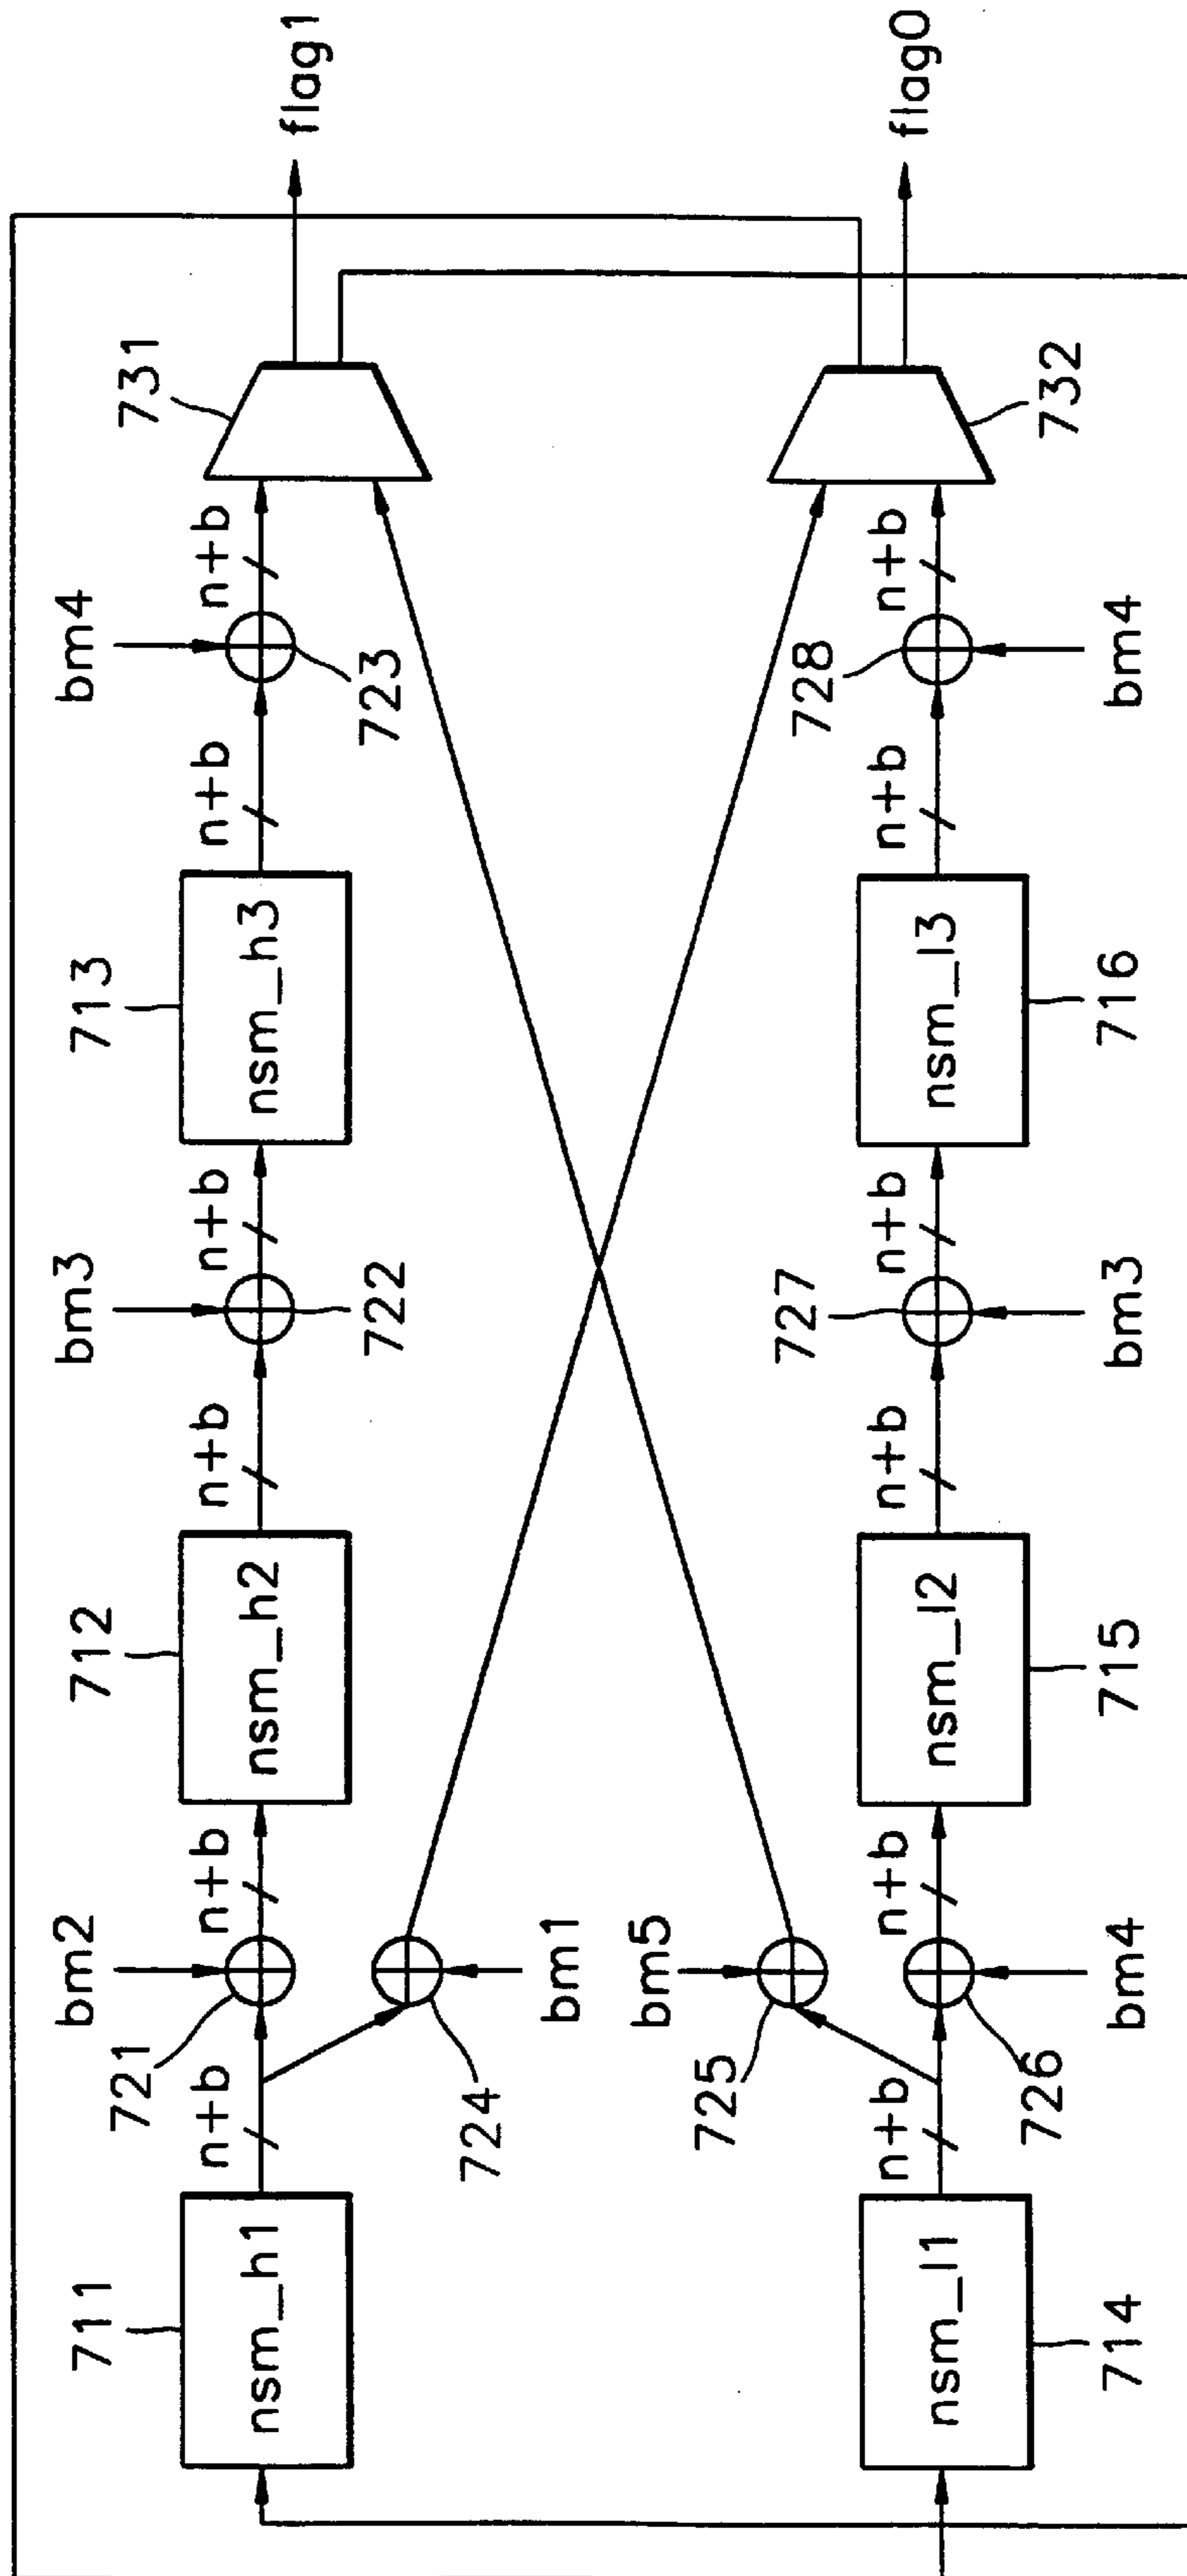 bm2 bm3 bm4
711 721 712 722 713 723 731
nsm_h1 n+b n+b nsm_h2 n+b n+b nsm_h3 n+b n+b flag1
724 bm1
bm5 725
727 728
nsm_l1 n+b n+b nsm_l2 n+b n+b nsm_l3 n+b n+b flag0
714 726 715 716 732
bm4 bm3 bm4